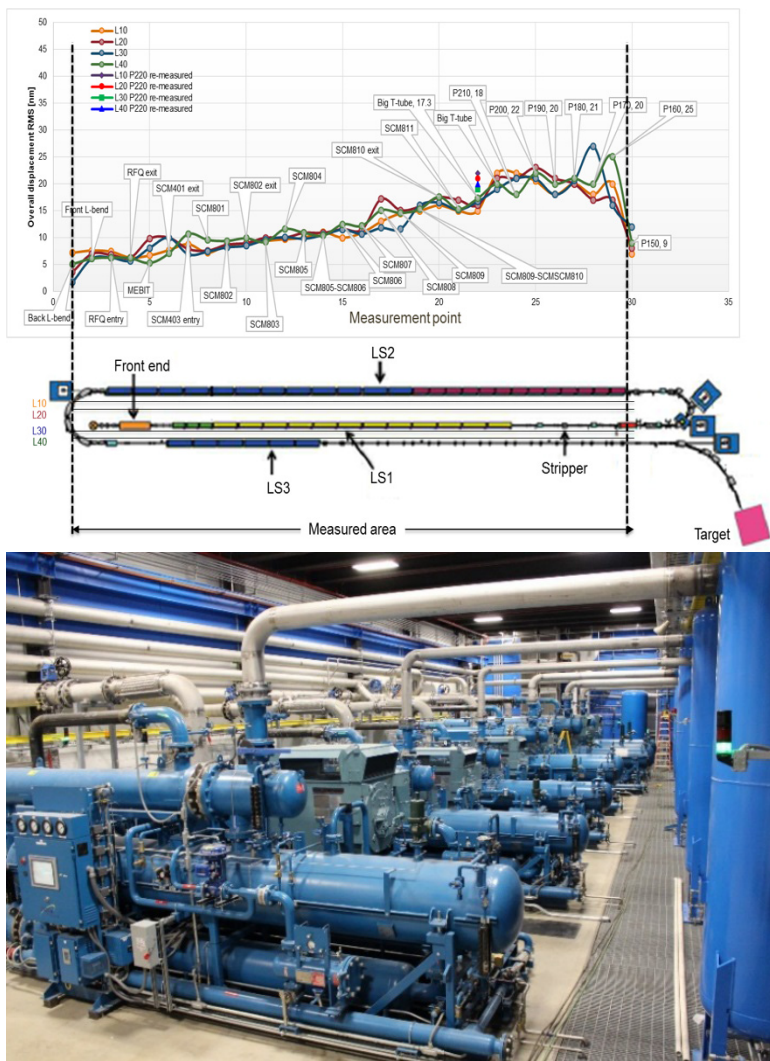 50
45
40
35
30
25
20
15
10
5
0
0
5
10
15
20
25
30
35
Overall displacement RMS [nm]
Measurement point
L10
L20
L30
L40
L10 P220 re-measured
L20 P220 re-measured
L30 P220 re-measured
L40 P220 re-measured
Back L-bend
Front L-bend
RFQ entry
RFQ exit
MEBIT
SCM401 exit
SCM403 entry
SCM801
SCM802
SCM802 exit
SCM803
SCM804
SCM805
SCM805-SCM806
SCM806
SCM807
SCM808
SCM809
SCM809-SCMSCM810
SCM810 exit
SCM811
Big T-tube, 17.3
Big T-tube
P210, 18
P200, 22
P190, 20
P180, 21
P170, 20
P160, 25
P150, 9
Front end
LS2
L10
L20
L30
L40
LS3
LS1
Stripper
Measured area
Target